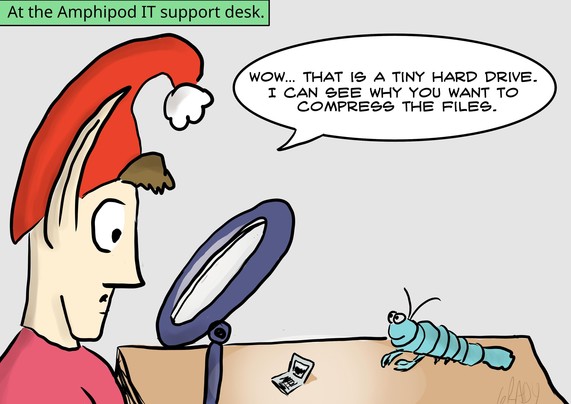 At the Amphipod IT support desk.
WOW... THAT IS A TINY HARD DRIVE.
I CAN SEE WHY YOU WANT TO
COMPRESS THE FILES.
GRADY